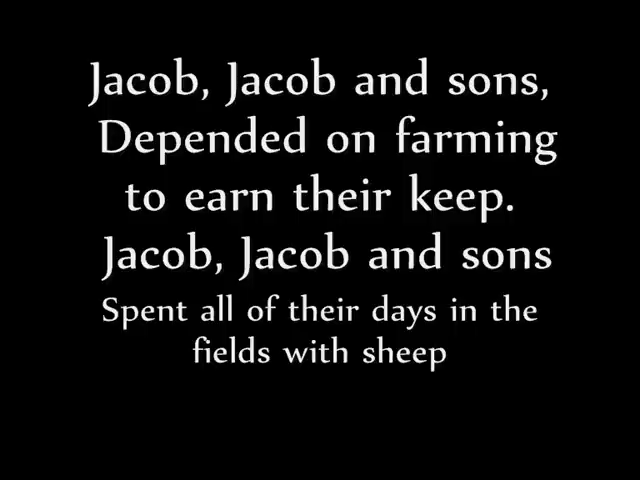 Jacob, Jacob and sons,
Depended on farming
to earn their keep.
Jacob, Jacob and sons
Spent all of their days in the
fields with sheep